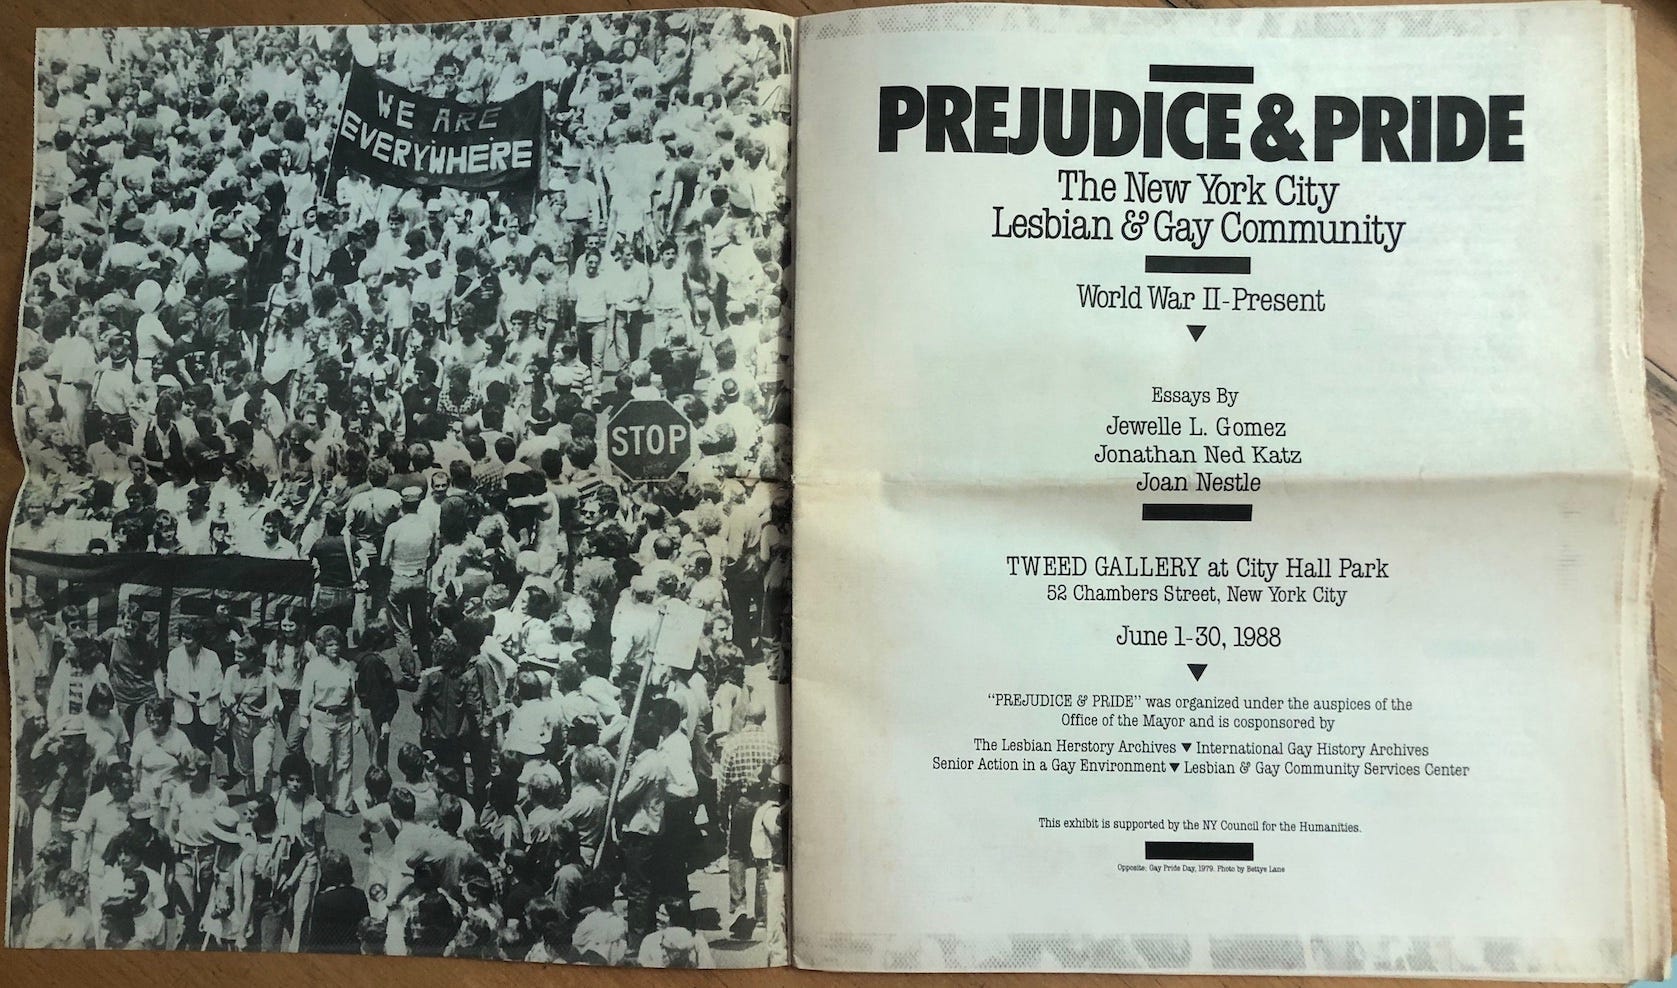 WE ARE
EVERYWHERE
STOP
PREJUDICE & PRIDE
The New York City
Lesbian & Gay Community
World War II-Present
Essays By
Jewelle L. Gomez
Jonathan Ned Katz
Joan Nestle
TWEED GALLERY at City Hall Park
52 Chambers Street, New York City
June 1-30, 1988
“PREJUDICE & PRIDE” was organized under the auspices of the
Office of the Mayor and is cosponsored by
The Lesbian Herstory Archives ▼ International Gay History Archives
Senior Action in a Gay Environment ▼ Lesbian & Gay Community Services Center
This exhibit is supported by the NY Council for the Humanities.
Opposite: Gay Pride Day, 1979. Photo by Bettye Lane